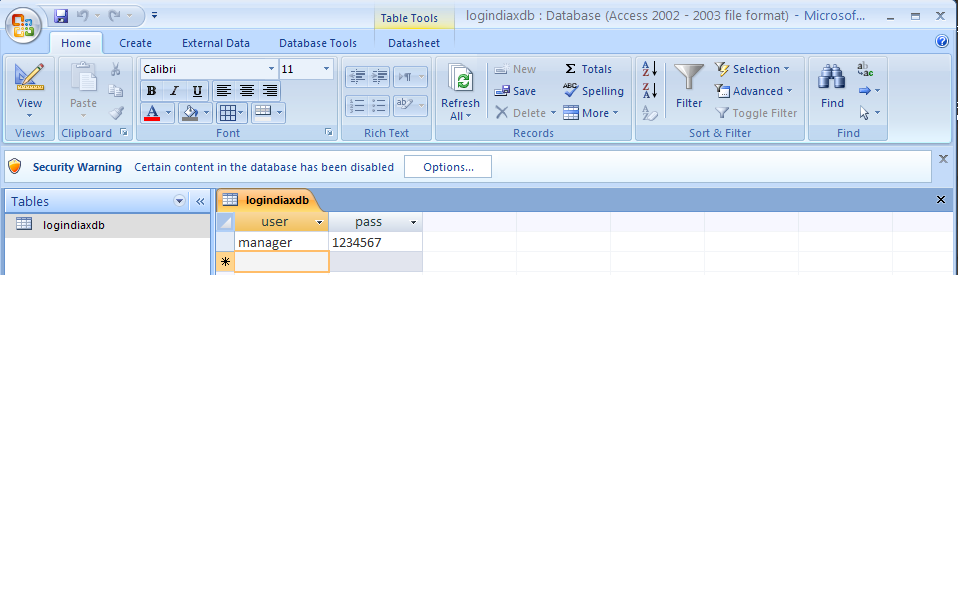 Table Tools logindiaxdb : Database (Access 2002 - 2003 file format) - Microsof...
Home Create External Data Database Tools Datasheet
View
Views
Paste
Clipboard
Calibri 11
B I U
A
Font
Rich Text
Refresh All
New
Save
Delete
Σ Totals
ABC Spelling
More
Records
A Z
Z A
Filter
Selection
Advanced
Toggle Filter
Sort & Filter
Find
Find
Security Warning Certain content in the database has been disabled Options...
Tables «
logindiaxdb
logindiaxdb
user pass
manager 1234567